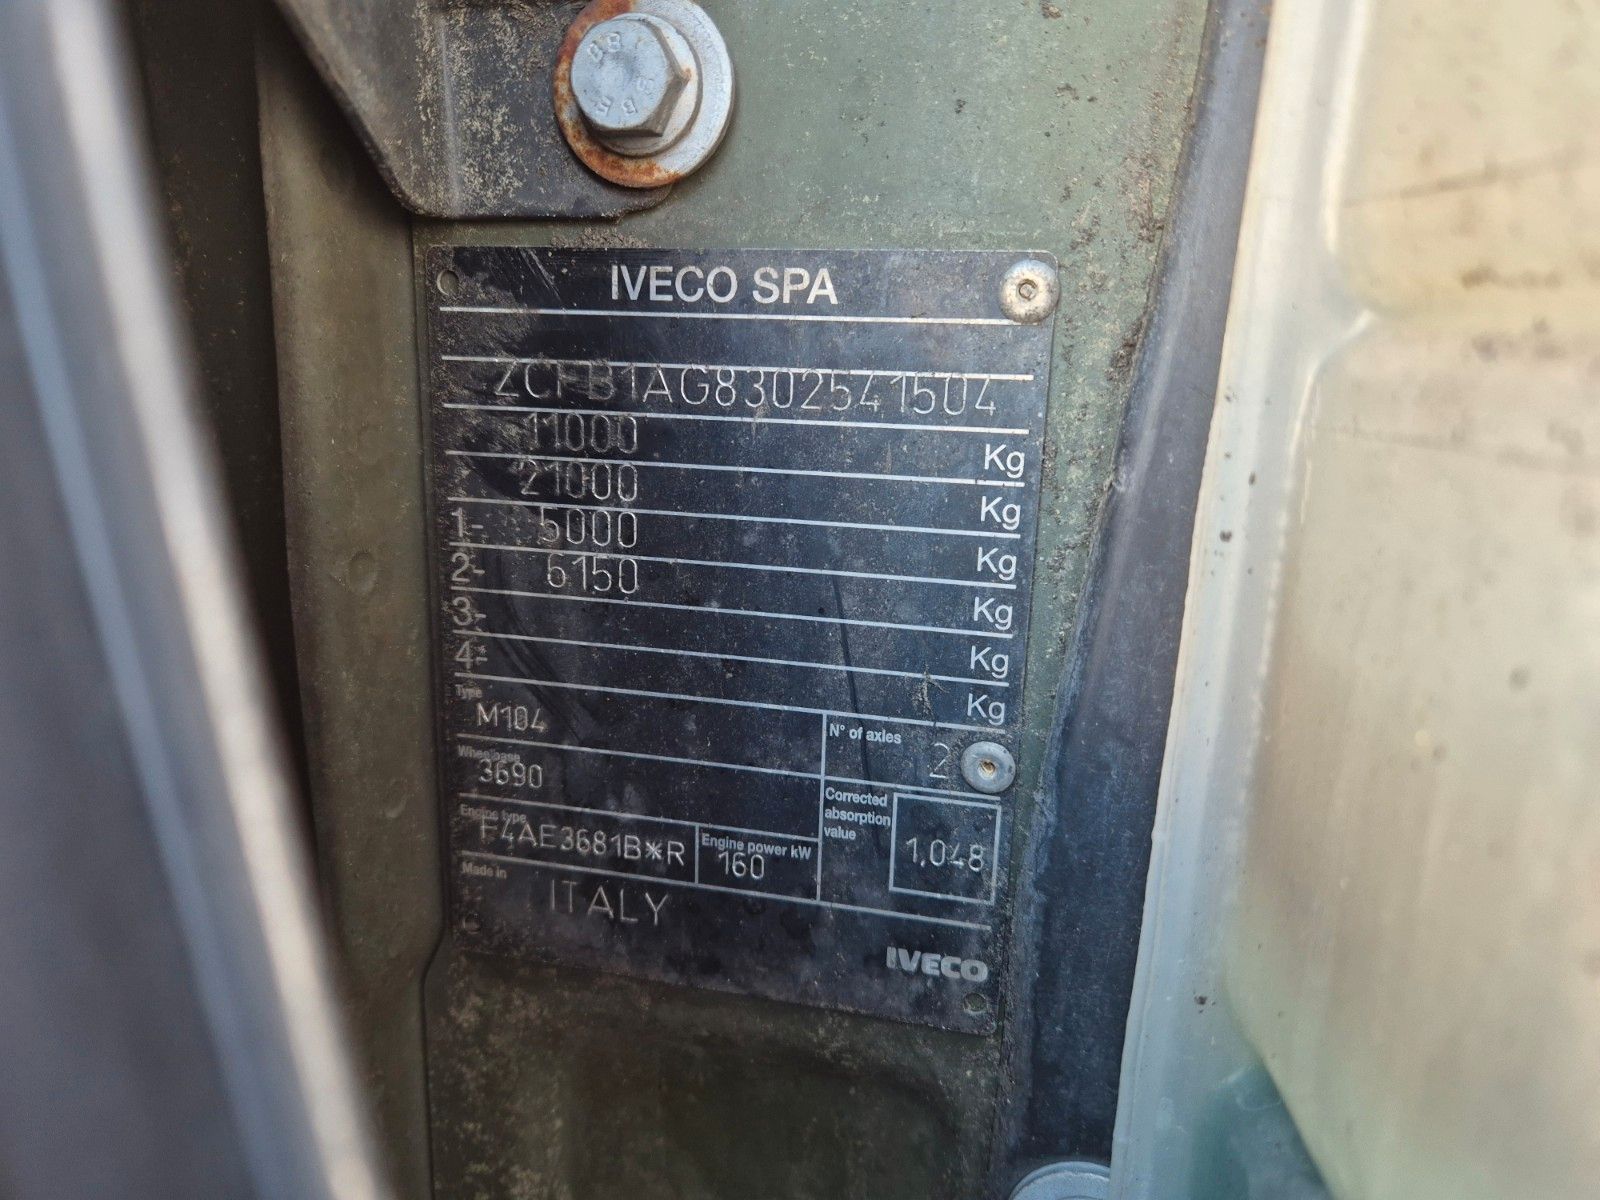 8.8
IVECO SPA
ZCFB1AG8302541504
11000 Kg
21000 Kg
1- 5000 Kg
2- 6150 Kg
3- Kg
4- Kg
Type
M104
N° of axles 2
Wheelbase
3690
Corrected absorption value 1,048
Engine type
F4AE3681B*R
Engine power kW
160
Made in
ITALY
IVECO